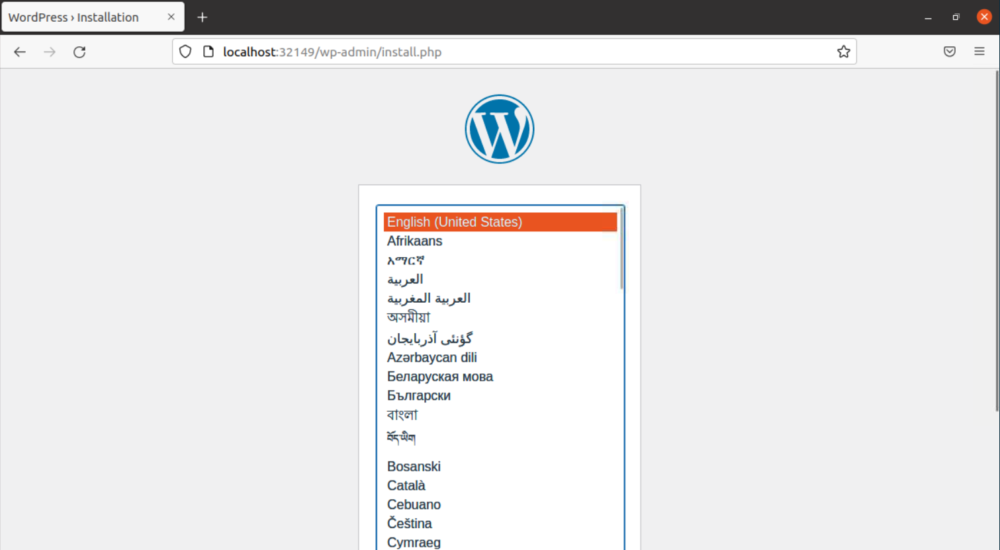 WordPress › Installation
localhost:32149/wp-admin/install.php
English (United States)
Afrikaans
አማርኛ
العربية
العربية المغربية
অসমীয়া
گؤنئی آذربایجان
Azərbaycan dili
Беларуская мова
Български
বাংলা
བོད་ཡིག
Bosanski
Català
Cebuano
Čeština
Cymraeg